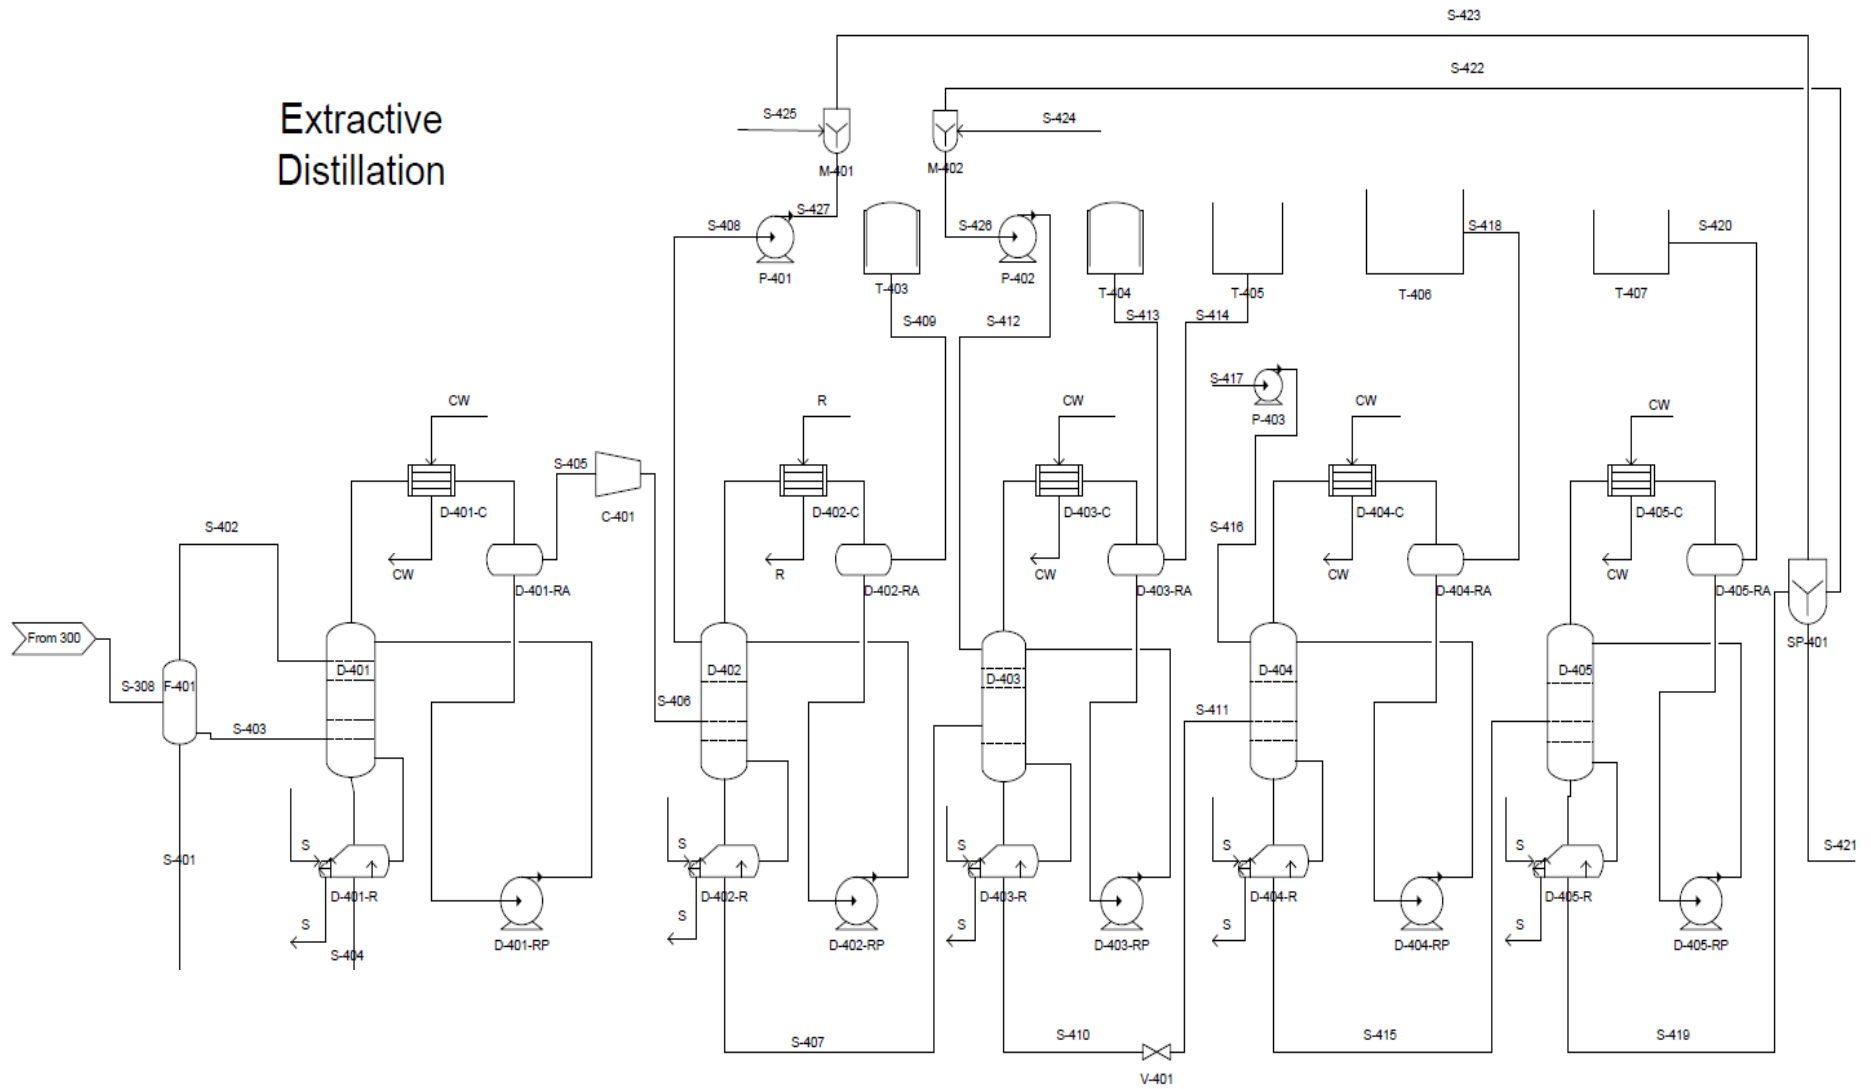 S-423
S-422
Extractive
Distillation
S-425
S-424
M-401
M-402
S-427
S-408
S-426
S-418
S-420
P-401
T-403
P-402
T-404
T-405
T-406
T-407
S-409
S-412
S-413
S-414
S-417
P-403
CW
R
CW
CW
CW
S-405
C-401
D-401-C
D-402-C
D-403-C
D-404-C
D-405-C
S-402
S-416
CW
R
CW
CW
CW
D-401-RA
D-402-RA
D-403-RA
D-404-RA
D-405-RA
From 300
SP-401
D-401
D-402
D-403
D-404
D-405
S-308
F-401
S-406
S-411
S-403
S
S
S
S
S
S-401
S-421
D-401-R
D-402-R
D-403-R
D-404-R
D-405-R
S
S
S
S
S
D-401-RP
D-402-RP
D-403-RP
D-404-RP
D-405-RP
S-404
S-407
S-410
S-415
S-419
V-401